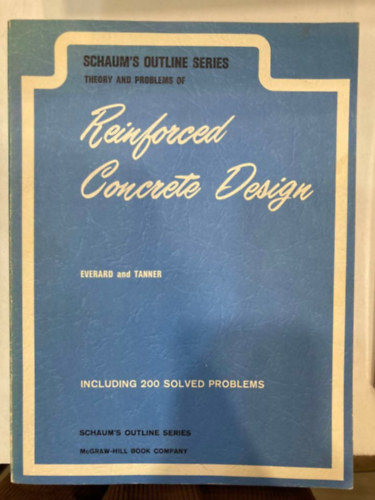 SCHAUM'S OUTLINE SERIES
THEORY AND PROBLEMS OF
Reinforced
Concrete Design
EVERARD and TANNER
INCLUDING 200 SOLVED PROBLEMS
SCHAUM'S OUTLINE SERIES
McGRAW-HILL BOOK COMPANY